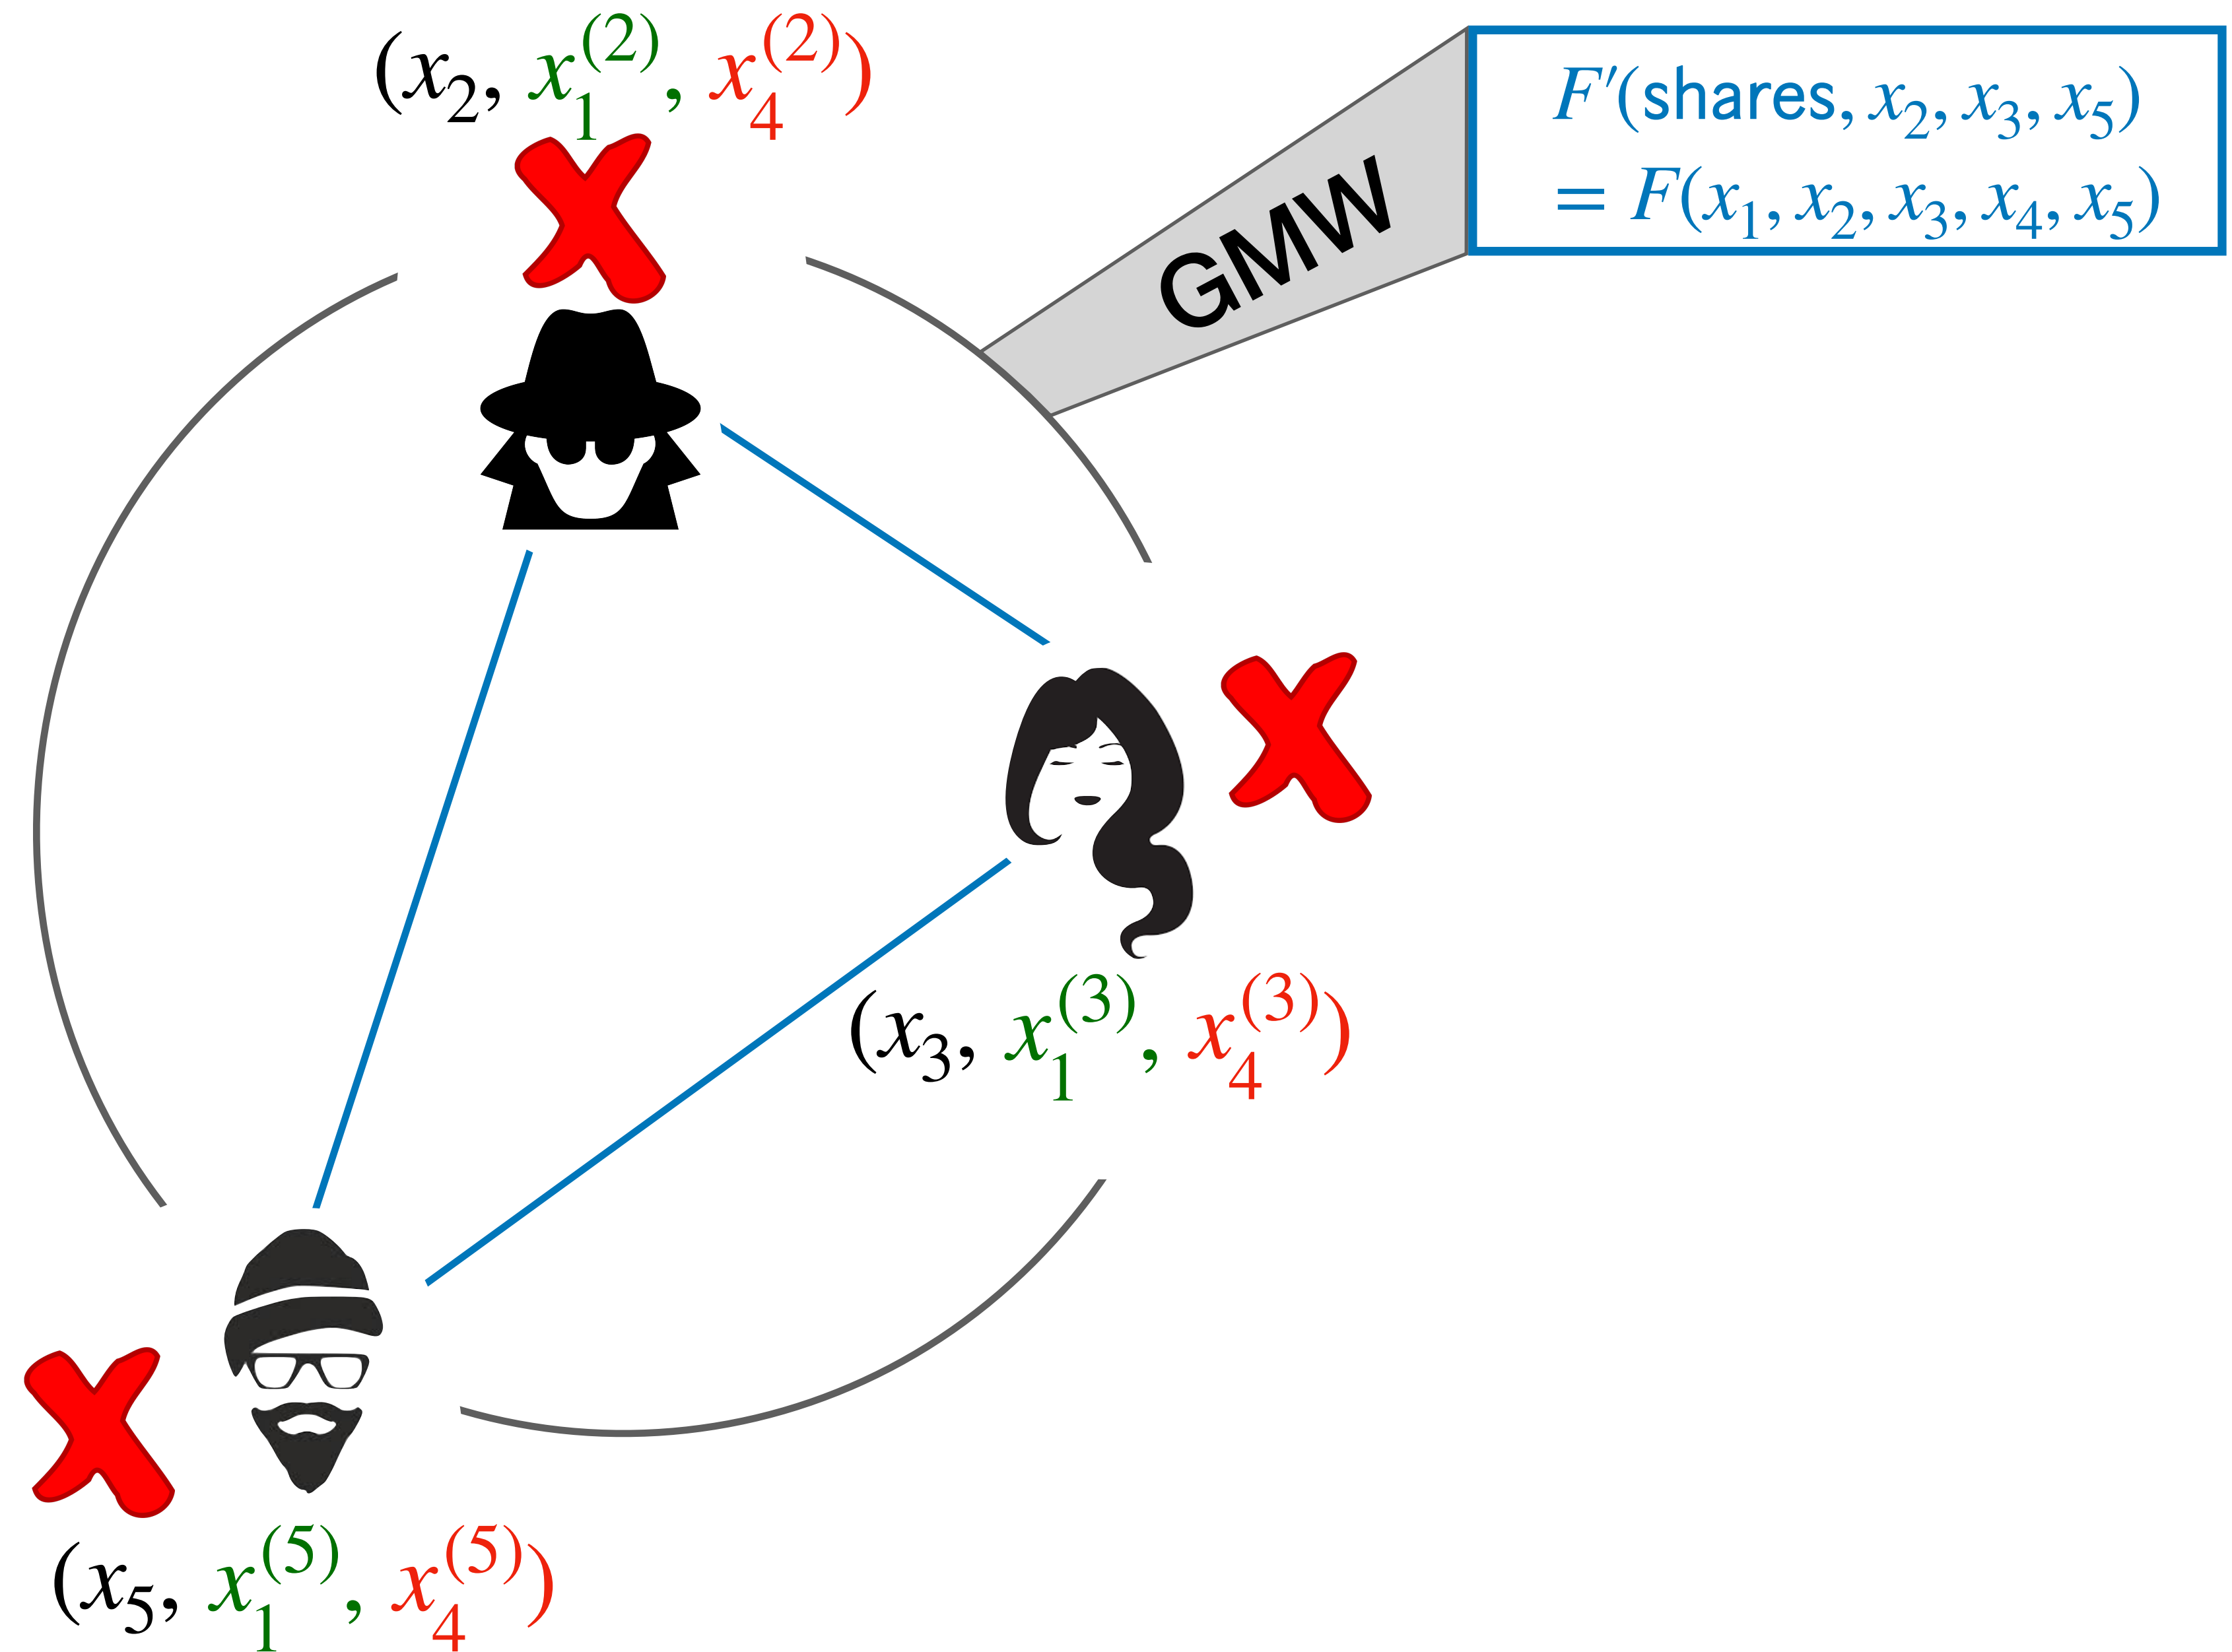 (x₂, x₁⁽²⁾, x₄⁽²⁾)
F′(shares, x₂, x₃, x₅)
= F(x₁, x₂, x₃, x₄, x₅)
GMW
(x₃, x₁⁽³⁾, x₄⁽³⁾)
(x₅, x₁⁽⁵⁾, x₄⁽⁵⁾)